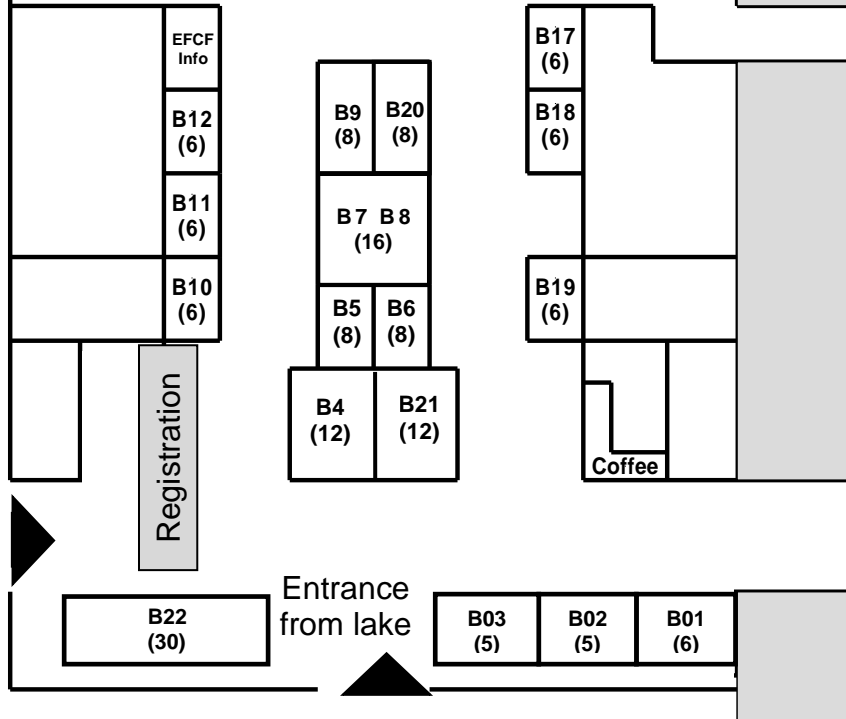 EFCF
Info
B17
(6)
B12
(6)
B9
(8)
B20
(8)
B18
(6)
B11
(6)
B7 B8
(16)
B10
(6)
B5
(8)
B6
(8)
B19
(6)
Registration
B4
(12)
B21
(12)
Coffee
Entrance
from lake
B22
(30)
B03
(5)
B02
(5)
B01
(6)